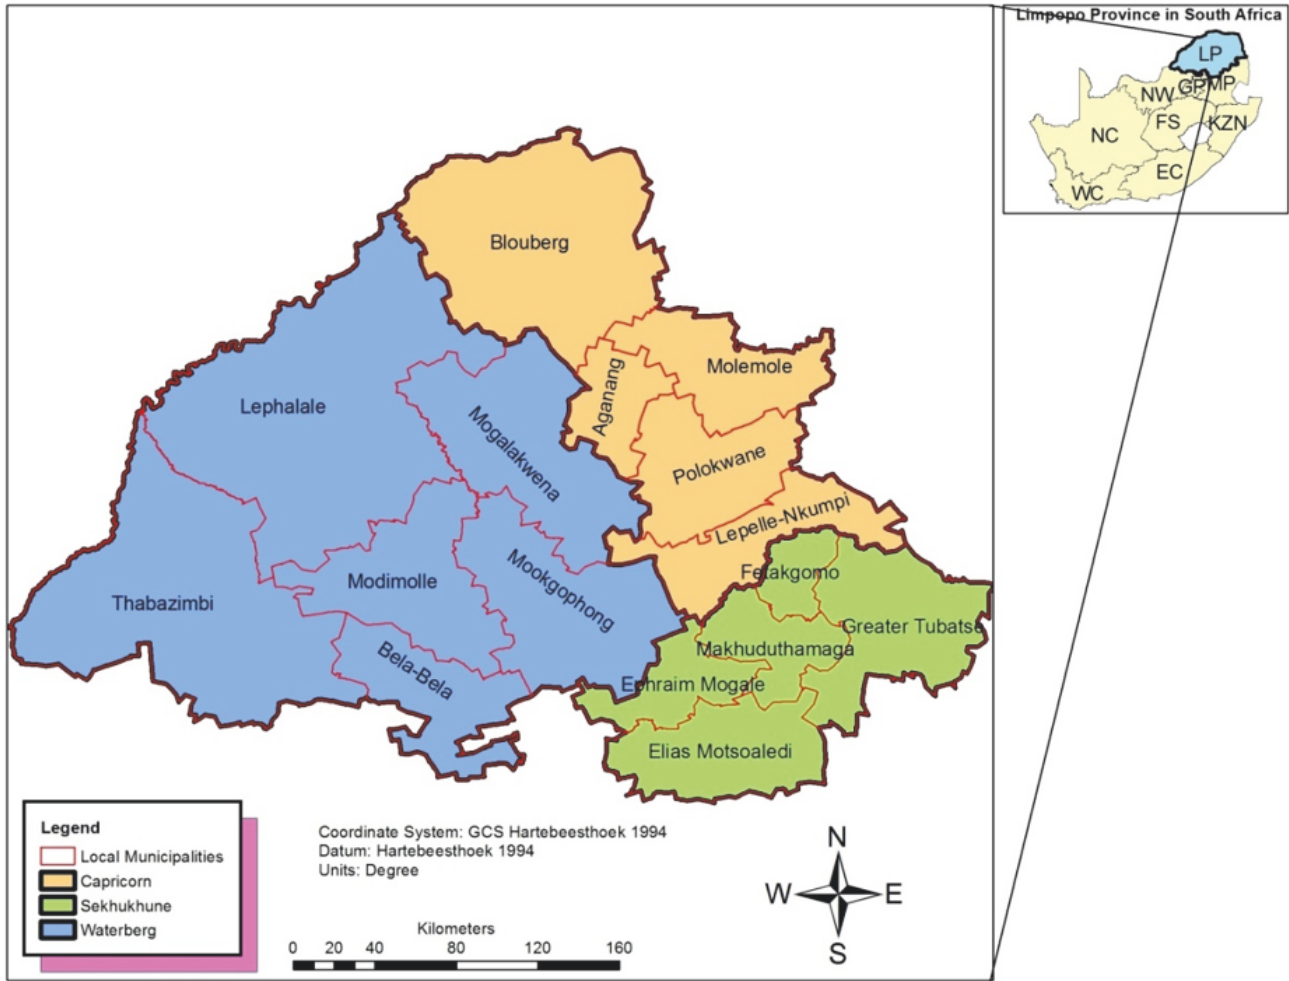 Limpopo Province in South Africa
LP
NW
GP
MP
NC
FS
KZN
EC
WC
Blouberg
Molemole
Aganang
Lephalale
Mogalakwena
Polokwane
Lepelle-Nkumpi
Fetakgomo
Modimolle
Mookgophong
Thabazimbi
Greater Tubatse
Makhuduthamaga
Bela-Bela
Ephraim Mogale
Elias Motsoaledi
Legend
Local Municipalities
Capricorn
Sekhukhune
Waterberg
Coordinate System: GCS Hartebeesthoek 1994
Datum: Hartebeesthoek 1994
Units: Degree
Kilometers
0 20 40 80 120 160
N
W E
S